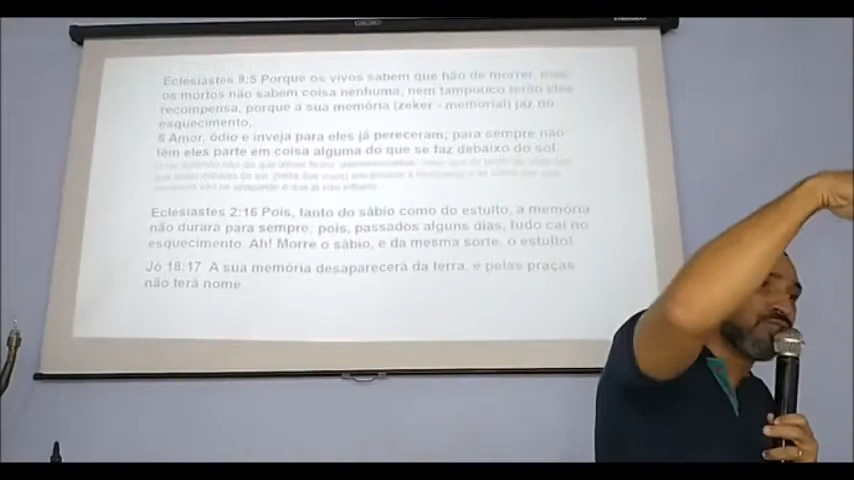 Eclesiastes 9:5 Porque os vivos sabem que hão de morrer, mas
os mortos não sabem coisa nenhuma, nem tampouco terão eles
recompensa, porque a sua memória (zeker - memorial) jaz no
esquecimento.
6 Amor, ódio e inveja para eles já pereceram; para sempre não
têm eles parte em coisa alguma do que se faz debaixo do sol.
Eclesiastes 2:16 Pois, tanto do sábio como do estulto, a memória
não durará para sempre; pois, passados alguns dias, tudo cai no
esquecimento. Ah! Morre o sábio, e da mesma sorte, o estulto!
Jó 18:17 A sua memória desaparecerá da terra, e pelas praças
não terá nome